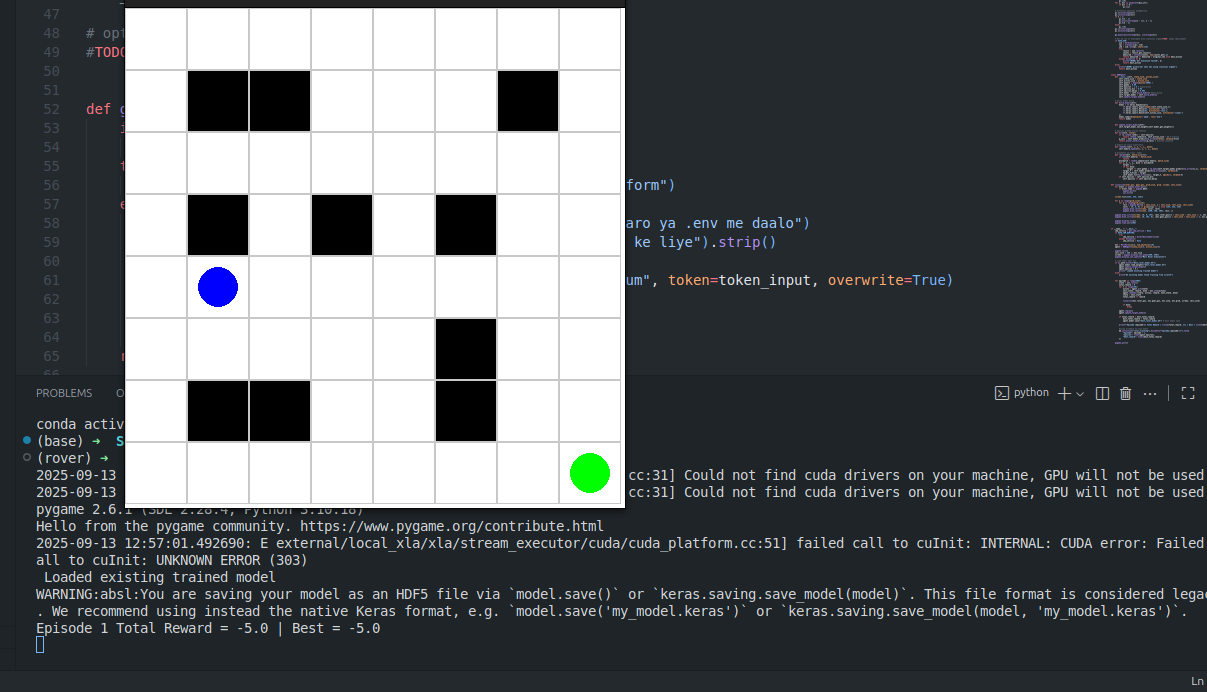 47
48 # opt
49 #TODO
50
51
52 def g
53
54
55
56 form")
57
58 aro ya .env me daalo")
59 ke liye").strip()
60
61 um", token=token_input, overwrite=True)
62
63
64
65
66
PROBLEMS O python
conda activ
(base) ➜ S
(rover) ➜
2025-09-13 cc:31] Could not find cuda drivers on your machine, GPU will not be used
2025-09-13 cc:31] Could not find cuda drivers on your machine, GPU will not be used
pygame 2.6.1 (SDL 2.28.4, Python 3.10.18)
Hello from the pygame community. https://www.pygame.org/contribute.html
2025-09-13 12:57:01.492690: E external/local_xla/xla/stream_executor/cuda/cuda_platform.cc:51] failed call to cuInit: INTERNAL: CUDA error: Failed
all to cuInit: UNKNOWN ERROR (303)
Loaded existing trained model
WARNING:absl:You are saving your model as an HDF5 file via `model.save()` or `keras.saving.save_model(model)`. This file format is considered lega
. We recommend using instead the native Keras format, e.g. `model.save('my_model.keras')` or `keras.saving.save_model(model, 'my_model.keras')`.
Episode 1 Total Reward = -5.0 | Best = -5.0
Ln